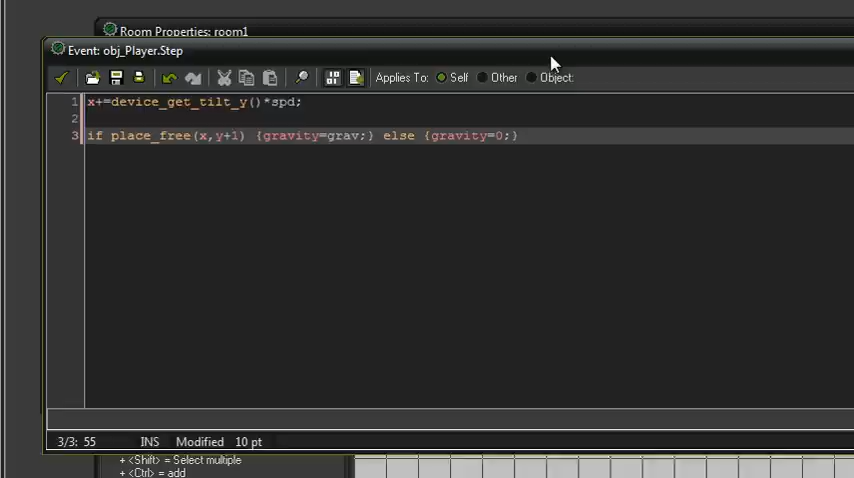 Room Properties: room1
Event: obj_Player.Step
Applies To: Self Other Object:
1 x+=device_get_tilt_y()*spd;
2
3 if place_free(x,y+1) {gravity=grav;} else {gravity=0;}
3/3: 55 INS Modified 10 pt
+ <Shift> = Select multiple
+ <Ctrl> = add